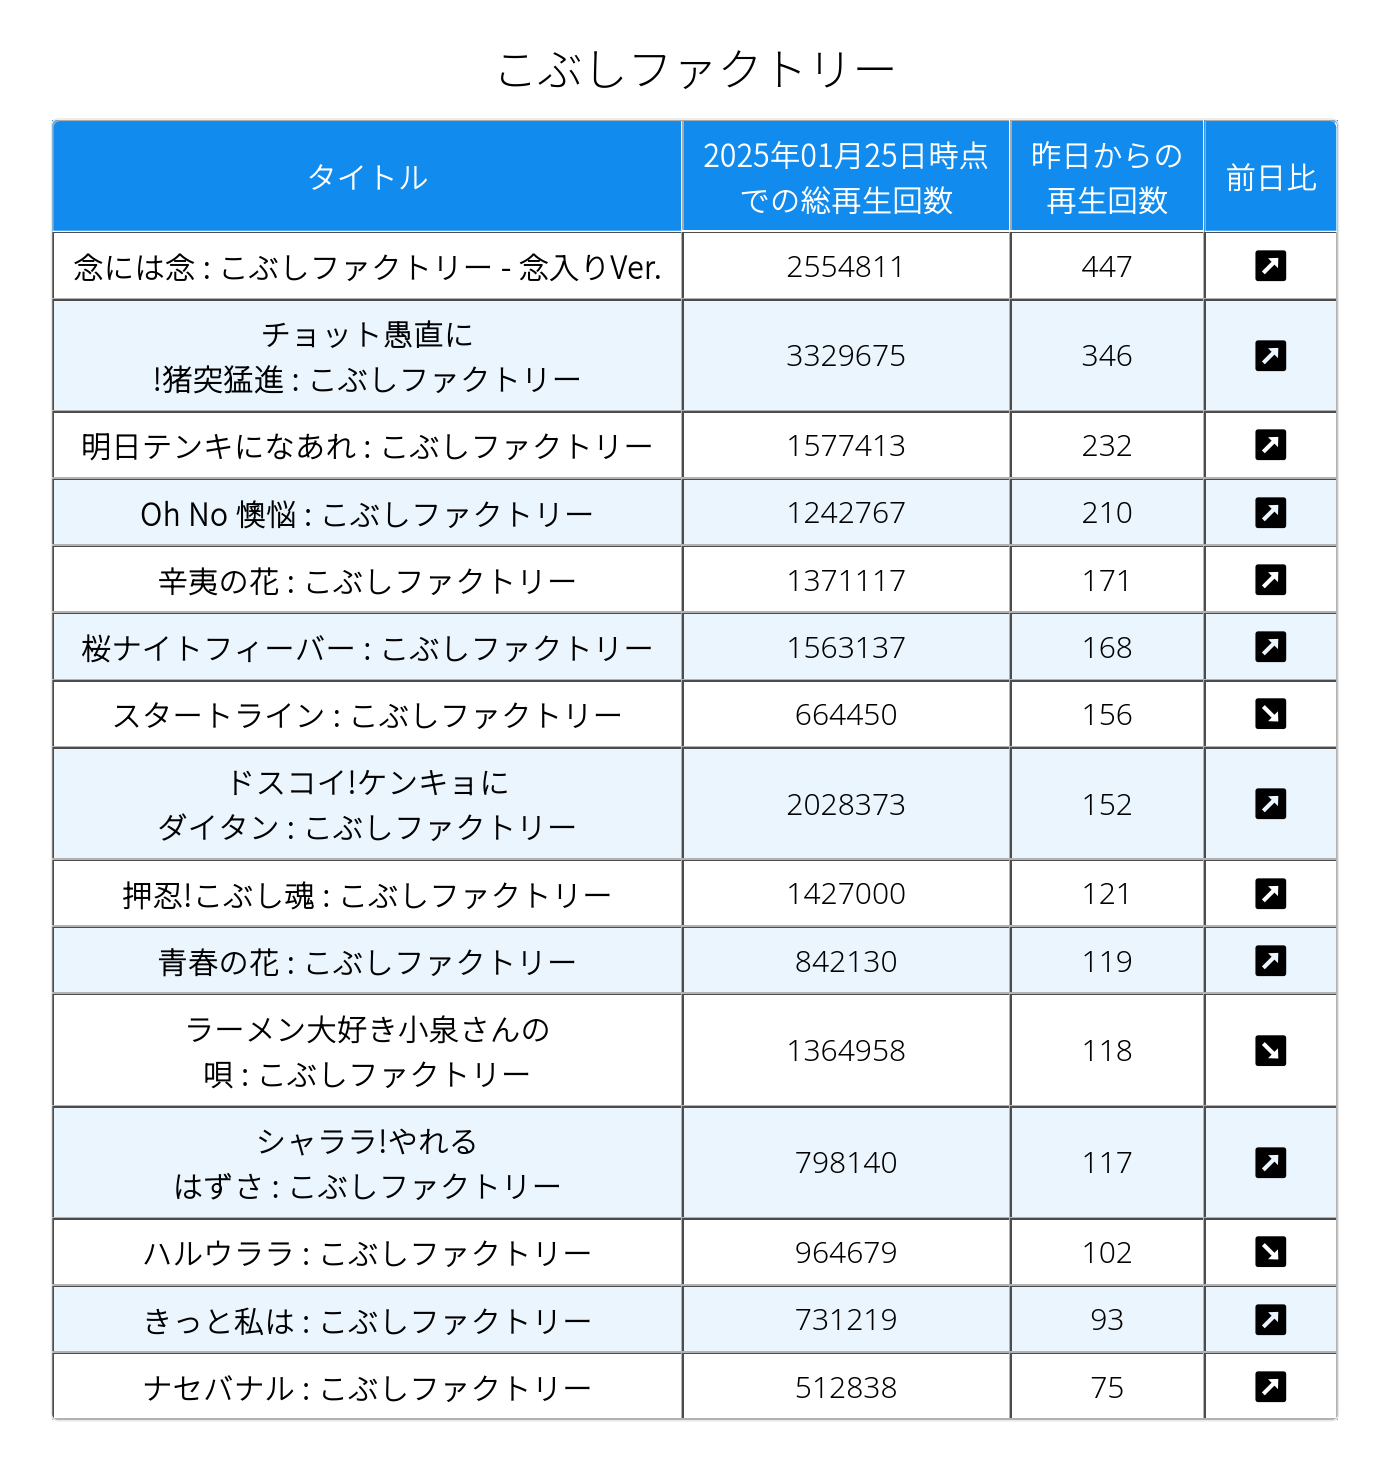 こぶしファクトリー
タイトル
2025年01月25日時点
での総再生回数
昨日からの
再生回数
前日比
念には念 : こぶしファクトリー - 念入りVer.
2554811
447
チョット愚直に
!猪突猛進 : こぶしファクトリー
3329675
346
明日テンキになあれ : こぶしファクトリー
1577413
232
Oh No 懊悩 : こぶしファクトリー
1242767
210
辛夷の花 : こぶしファクトリー
1371117
171
桜ナイトフィーバー : こぶしファクトリー
1563137
168
スタートライン : こぶしファクトリー
664450
156
ドスコイ!ケンキョに
ダイタン : こぶしファクトリー
2028373
152
押忍!こぶし魂 : こぶしファクトリー
1427000
121
青春の花 : こぶしファクトリー
842130
119
ラーメン大好き小泉さんの
唄 : こぶしファクトリー
1364958
118
シャララ!やれる
はずさ : こぶしファクトリー
798140
117
ハルウララ : こぶしファクトリー
964679
102
きっと私は : こぶしファクトリー
731219
93
ナセバナル : こぶしファクトリー
512838
75